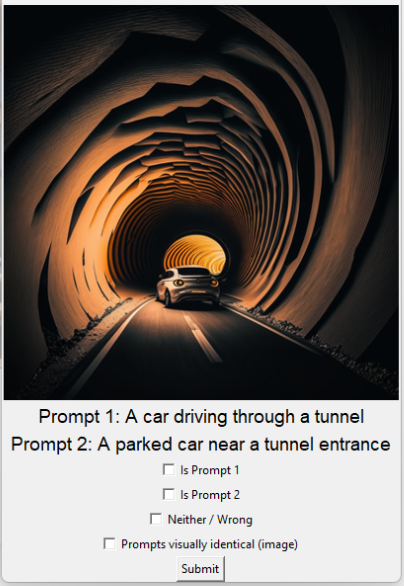 Prompt 1: A car driving through a tunnel
Prompt 2: A parked car near a tunnel entrance
Is Prompt 1
Is Prompt 2
Neither / Wrong
Prompts visually identical (image)
Submit